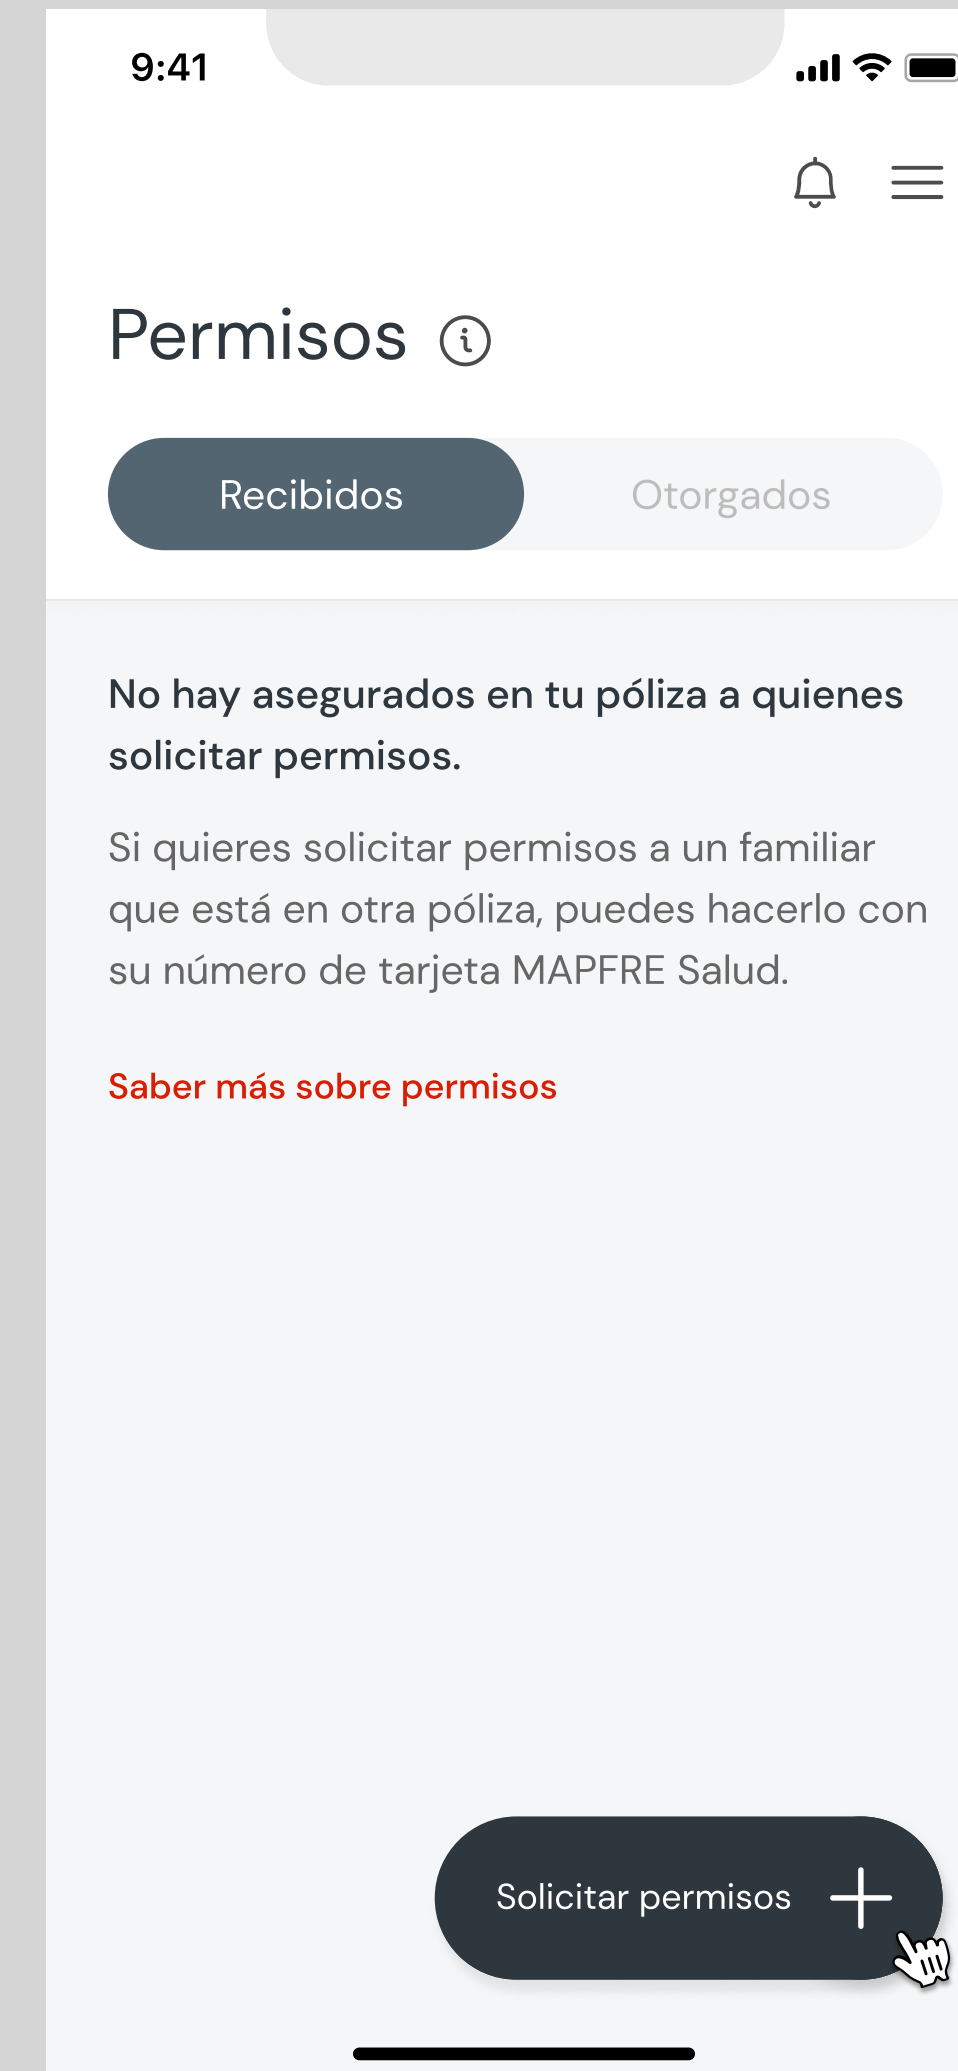 9:41
Permisos
Recibidos
Otorgados
No hay asegurados en tu póliza a quienes
solicitar permisos.
Si quieres solicitar permisos a un familiar
que está en otra póliza, puedes hacerlo con
su número de tarjeta MAPFRE Salud.
Saber más sobre permisos
Solicitar permisos